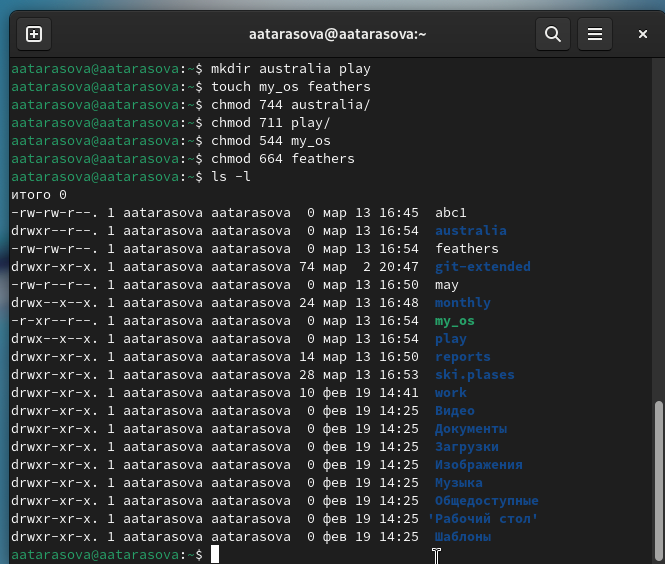 aatarasova@aatarasova:~
aatarasova@aatarasova:~$ mkdir australia play
aatarasova@aatarasova:~$ touch my_os feathers
aatarasova@aatarasova:~$ chmod 744 australia/
aatarasova@aatarasova:~$ chmod 711 play/
aatarasova@aatarasova:~$ chmod 544 my_os
aatarasova@aatarasova:~$ chmod 664 feathers
aatarasova@aatarasova:~$ ls -l
итого 0
-rw-rw-r--. 1 aatarasova aatarasova  0 мар 13 16:45  abc1
drwxr--r--. 1 aatarasova aatarasova  0 мар 13 16:54  australia
-rw-rw-r--. 1 aatarasova aatarasova  0 мар 13 16:54  feathers
drwxr-xr-x. 1 aatarasova aatarasova 74 мар  2 20:47  git-extended
-rw-r--r--. 1 aatarasova aatarasova  0 мар 13 16:50  may
drwx--x--x. 1 aatarasova aatarasova 24 мар 13 16:48  monthly
-r-xr--r--. 1 aatarasova aatarasova  0 мар 13 16:54  my_os
drwx--x--x. 1 aatarasova aatarasova  0 мар 13 16:54  play
drwxr-xr-x. 1 aatarasova aatarasova 14 мар 13 16:50  reports
drwxr-xr-x. 1 aatarasova aatarasova 28 мар 13 16:53  ski.plases
drwxr-xr-x. 1 aatarasova aatarasova 10 фев 19 14:41  work
drwxr-xr-x. 1 aatarasova aatarasova  0 фев 19 14:25  Видео
drwxr-xr-x. 1 aatarasova aatarasova  0 фев 19 14:25  Документы
drwxr-xr-x. 1 aatarasova aatarasova  0 фев 19 14:25  Загрузки
drwxr-xr-x. 1 aatarasova aatarasova  0 фев 19 14:25  Изображения
drwxr-xr-x. 1 aatarasova aatarasova  0 фев 19 14:25  Музыка
drwxr-xr-x. 1 aatarasova aatarasova  0 фев 19 14:25  Общедоступные
drwxr-xr-x. 1 aatarasova aatarasova  0 фев 19 14:25 'Рабочий стол'
drwxr-xr-x. 1 aatarasova aatarasova  0 фев 19 14:25  Шаблоны
aatarasova@aatarasova:~$